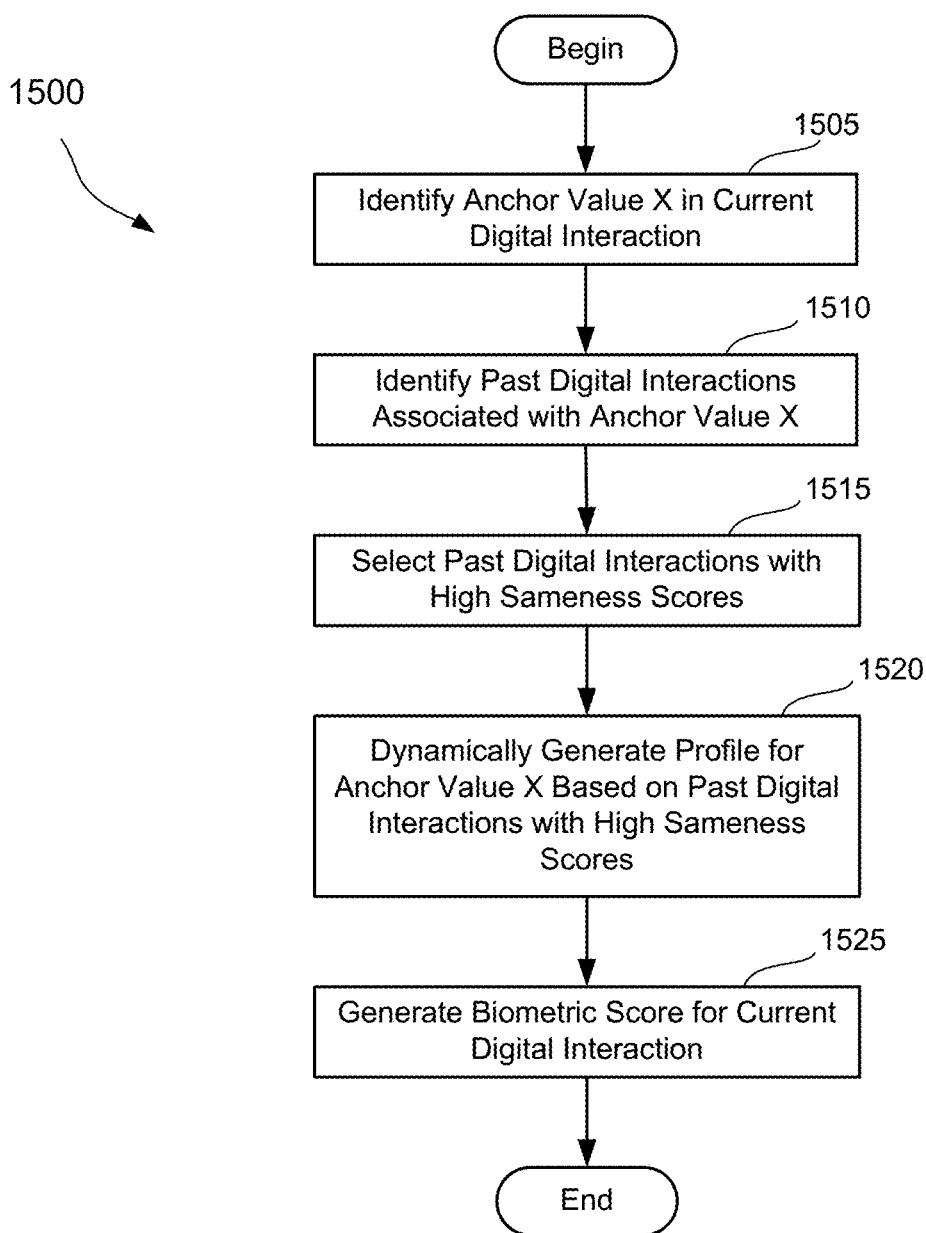 Begin
1500
1505
Identify Anchor Value X in Current
Digital Interaction
1510
Identify Past Digital Interactions
Associated with Anchor Value X
1515
Select Past Digital Interactions with
High Sameness Scores
1520
Dynamically Generate Profile for
Anchor Value X Based on Past Digital
Interactions with High Sameness
Scores
1525
Generate Biometric Score for Current
Digital Interaction
End